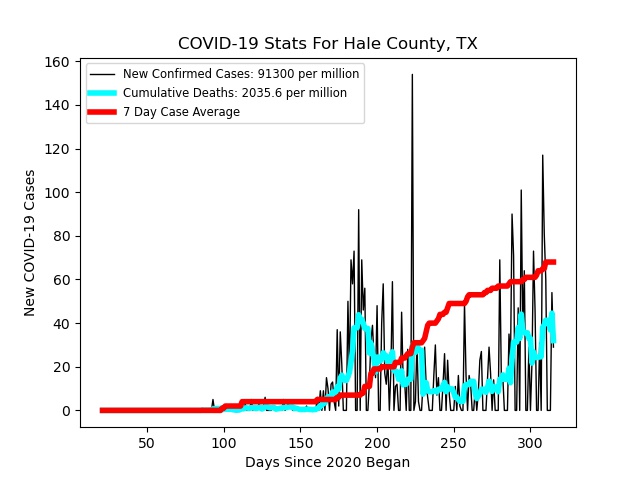 COVID-19 Stats For Hale County, TX
New Confirmed Cases: 91300 per million
Cumulative Deaths: 2035.6 per million
7 Day Case Average
New COVID-19 Cases
160
140
120
100
80
60
40
20
0
50 100 150 200 250 300
Days Since 2020 Began